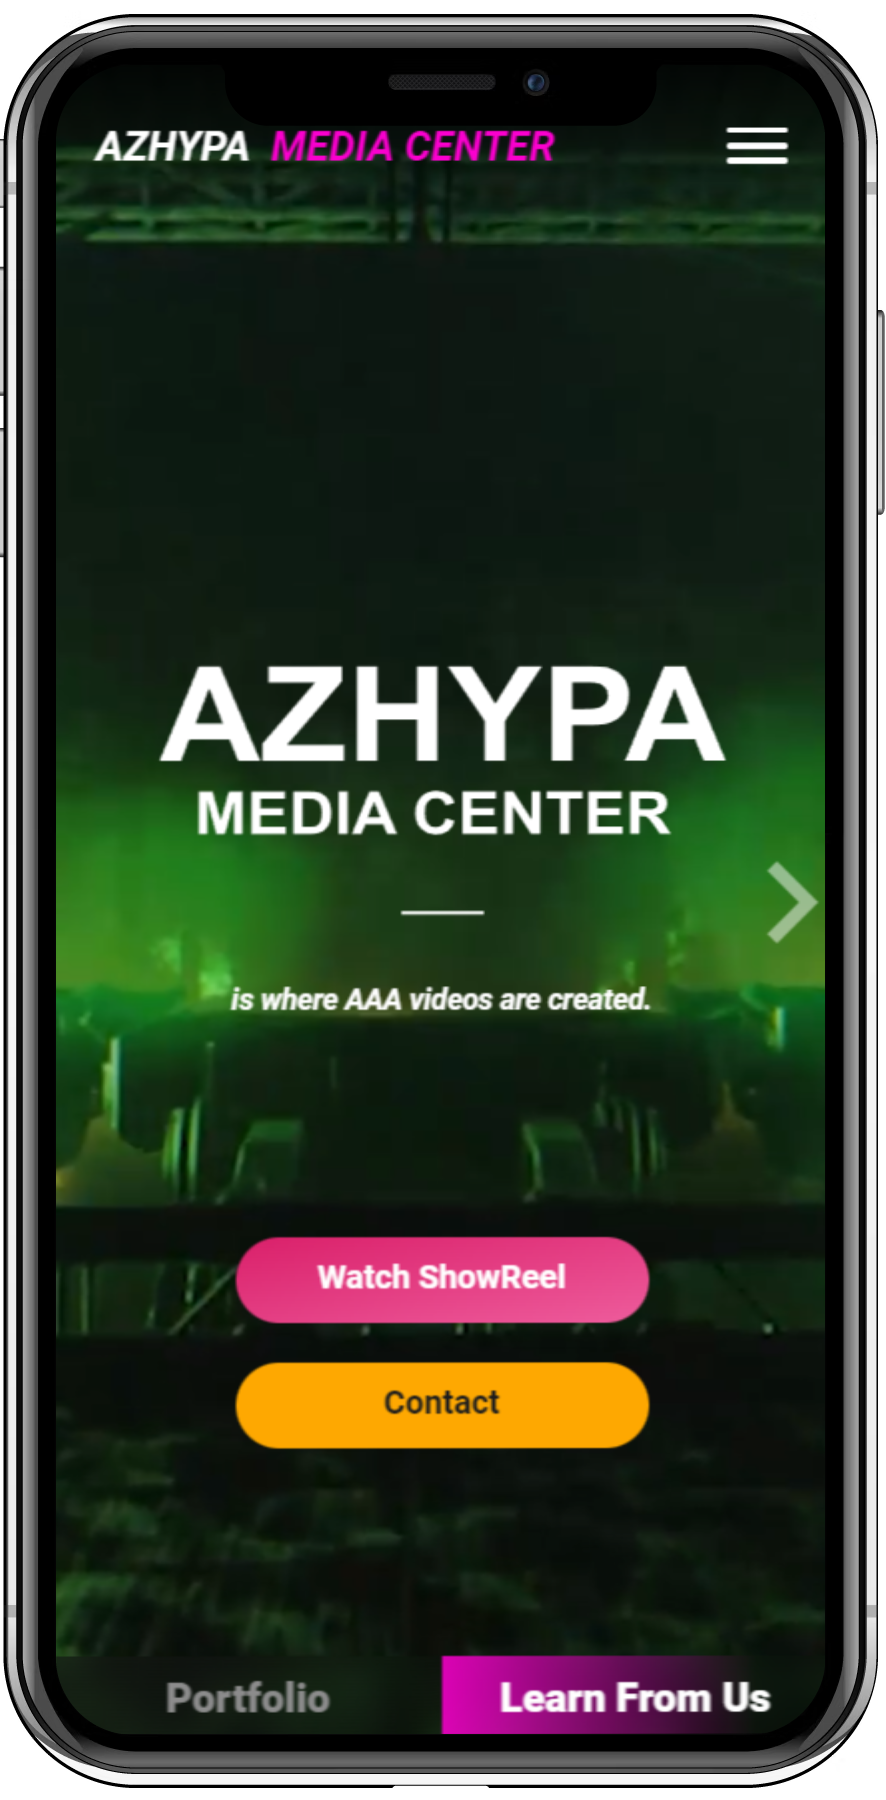 AZHYPA MEDIA CENTER
AZHYPA
MEDIA CENTER
is where AAA videos are created.
Watch ShowReel
Contact
Portfolio
Learn From Us